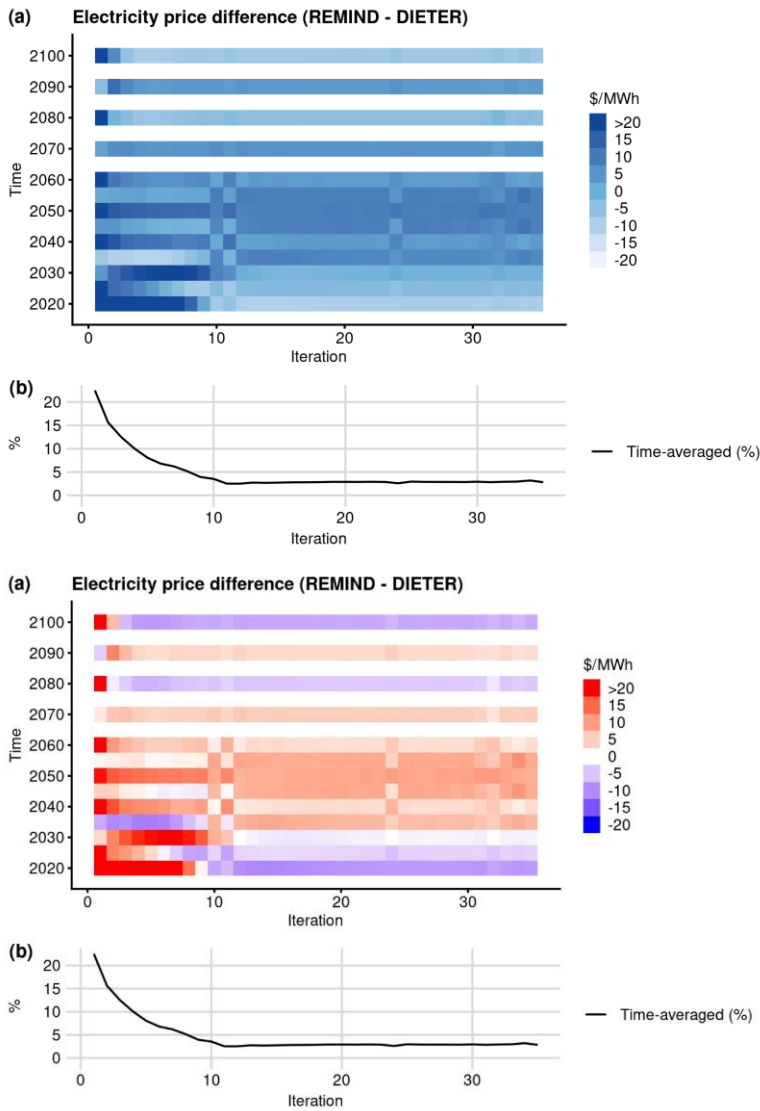 (a) Electricity price difference (REMIND - DIETER)
2100
2090
2080
2070
2060
2050
2040
2030
2020
Time
0 10 20 30
Iteration
$/MWh
>20
15
10
5
0
-5
-10
-15
-20
(b)
20
15
10
5
0
%
0 10 20 30
Iteration
Time-averaged (%)
(a) Electricity price difference (REMIND - DIETER)
2100
2090
2080
2070
2060
2050
2040
2030
2020
Time
0 10 20 30
Iteration
$/MWh
>20
15
10
5
0
-5
-10
-15
-20
(b)
20
15
10
5
0
%
0 10 20 30
Iteration
Time-averaged (%)